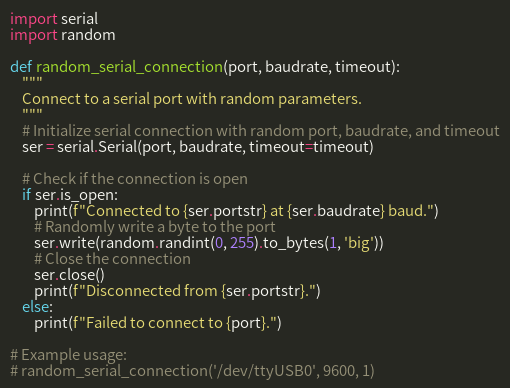 import serial
import random

def random_serial_connection(port, baudrate, timeout):
    """
    Connect to a serial port with random parameters.
    """
    # Initialize serial connection with random port, baudrate, and timeout
    ser = serial.Serial(port, baudrate, timeout=timeout)

    # Check if the connection is open
    if ser.is_open:
        print(f"Connected to {ser.portstr} at {ser.baudrate} baud.")
        # Randomly write a byte to the port
        ser.write(random.randint(0, 255).to_bytes(1, 'big'))
        # Close the connection
        ser.close()
        print(f"Disconnected from {ser.portstr}.")
    else:
        print(f"Failed to connect to {port}.")

# Example usage:
# random_serial_connection('/dev/ttyUSB0', 9600, 1)